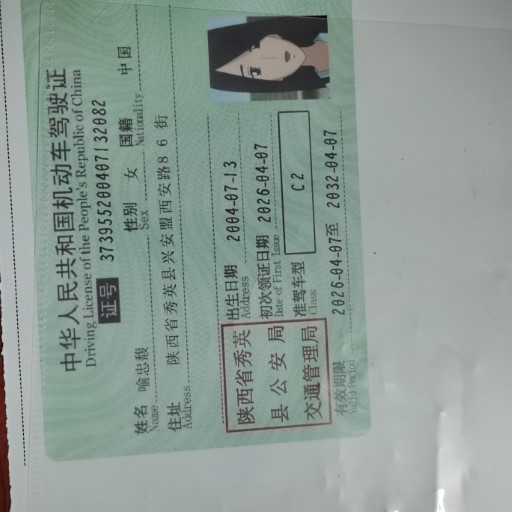 中华人民共和国机动车驾驶证
Driving License of the People's Republic of China
证号 373955200407132082
姓名 喻忠馥 性别 女 国籍 中国
Name Sex Nationality
住址 陕西省秀英县兴安盟西安路86街
Address
出生日期 2004-07-13
Address
初次领证日期 2026-04-07
Date of First Issue
准驾车型 C2
Class
陕西省秀英
县公安局
交通管理局
有效期限 2026-04-07至 2032-04-07
Valid Period